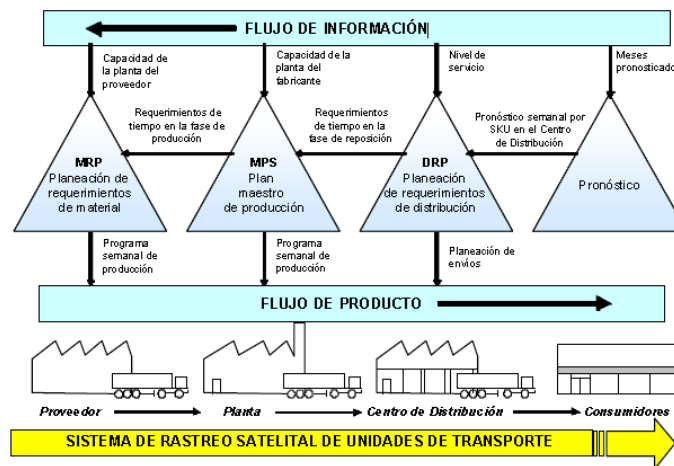 FLUJO DE INFORMACIÓN
Capacidad de
la planta del
proveedor
Capacidad de la
planta del
fabricante
Nivel de
servicio
Meses
pronosticado
Requerimientos
de tiempo en la
fase de
producción
Requerimientos
de tiempo en la
fase de reposición
Pronóstico semanal por
SKU en el Centro
de Distribución
MRP
Planeación de
requerimientos
de material
MPS
Plan
maestro
de producción
DRP
Planeación
de requerimientos
de distribución
Pronóstico
Programa
semanal de
producción
Programa
semanal de
producción
Planeación de
envíos
FLUJO DE PRODUCTO
Proveedor
Planta
Centro de Distribución
Consumidores
SISTEMA DE RASTREO SATELITAL DE UNIDADES DE TRANSPORTE